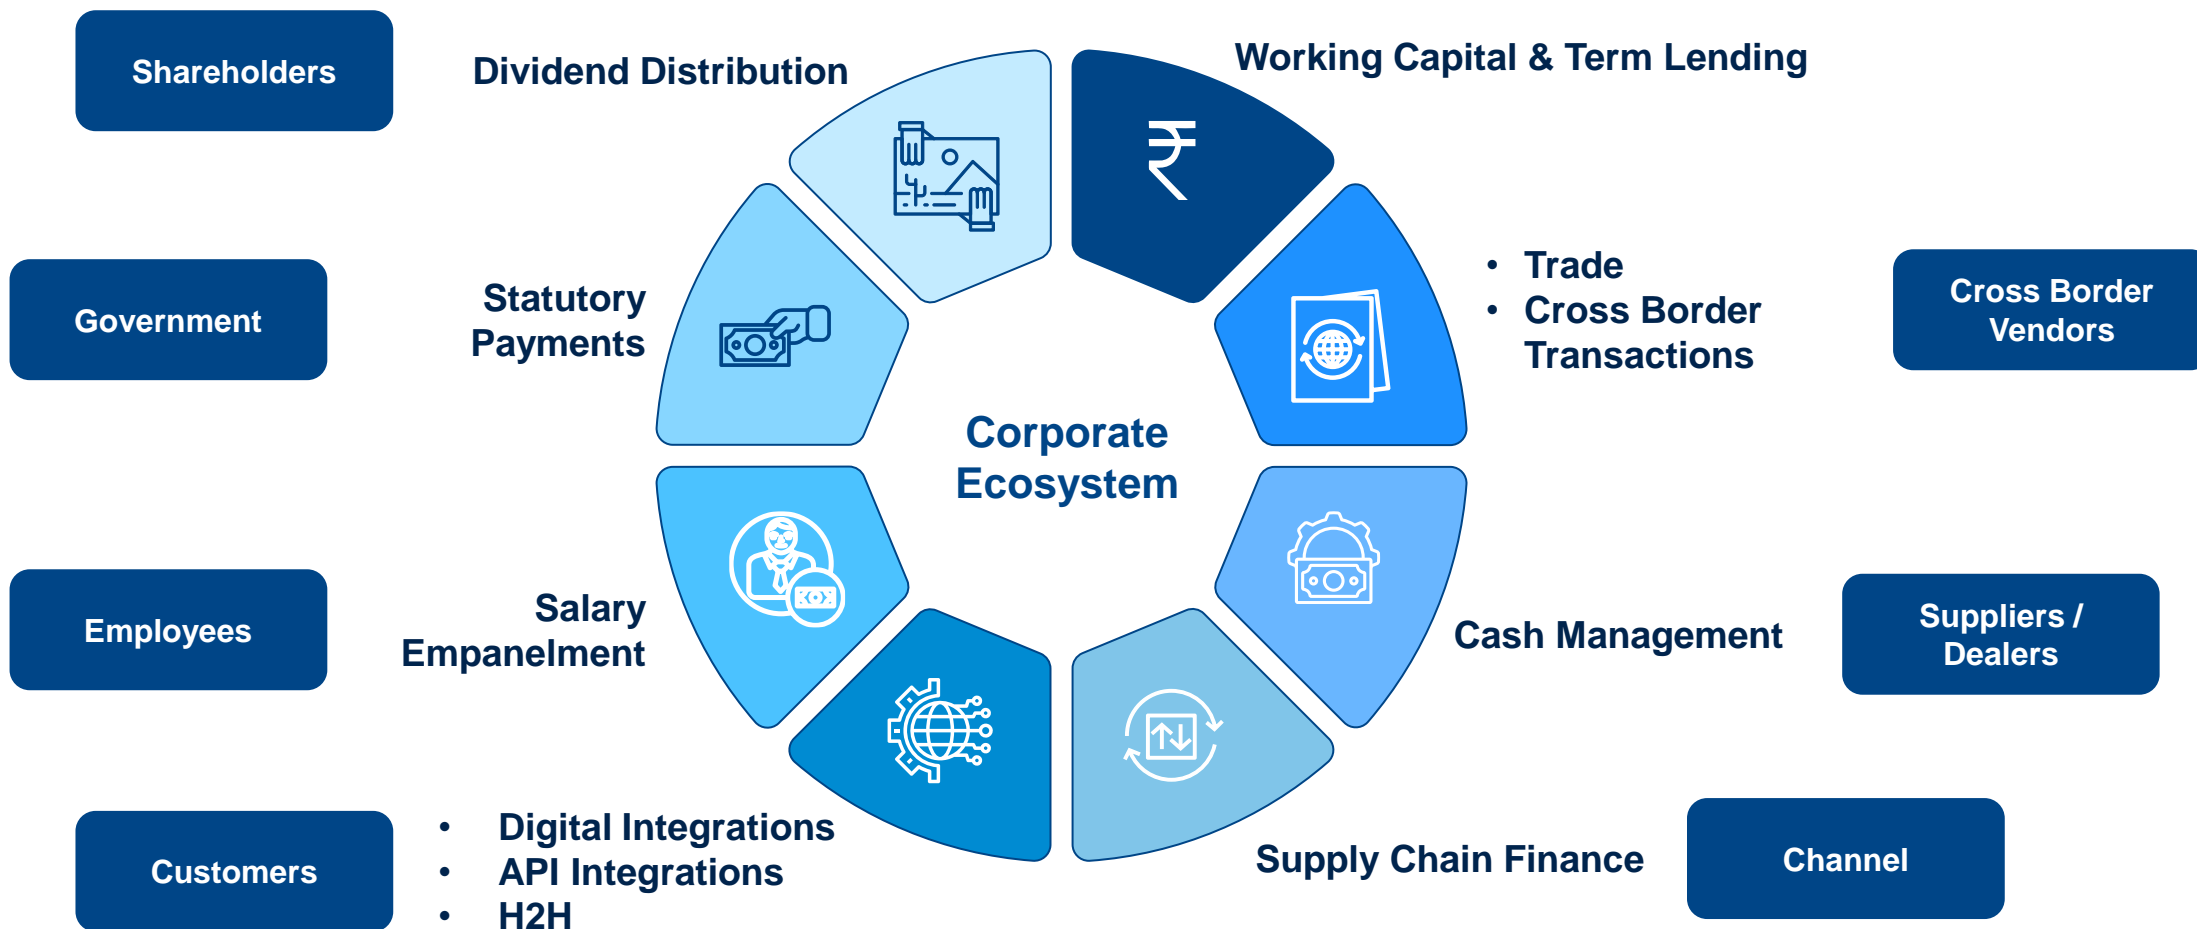 Shareholders
Dividend Distribution
Working Capital & Term Lending
₹
Government
Statutory
Payments
• Trade
• Cross Border
Transactions
Cross Border
Vendors
Corporate
Ecosystem
Employees
Salary
Empanelment
Cash Management
Suppliers /
Dealers
Customers
• Digital Integrations
• API Integrations
• H2H
Supply Chain Finance
Channel